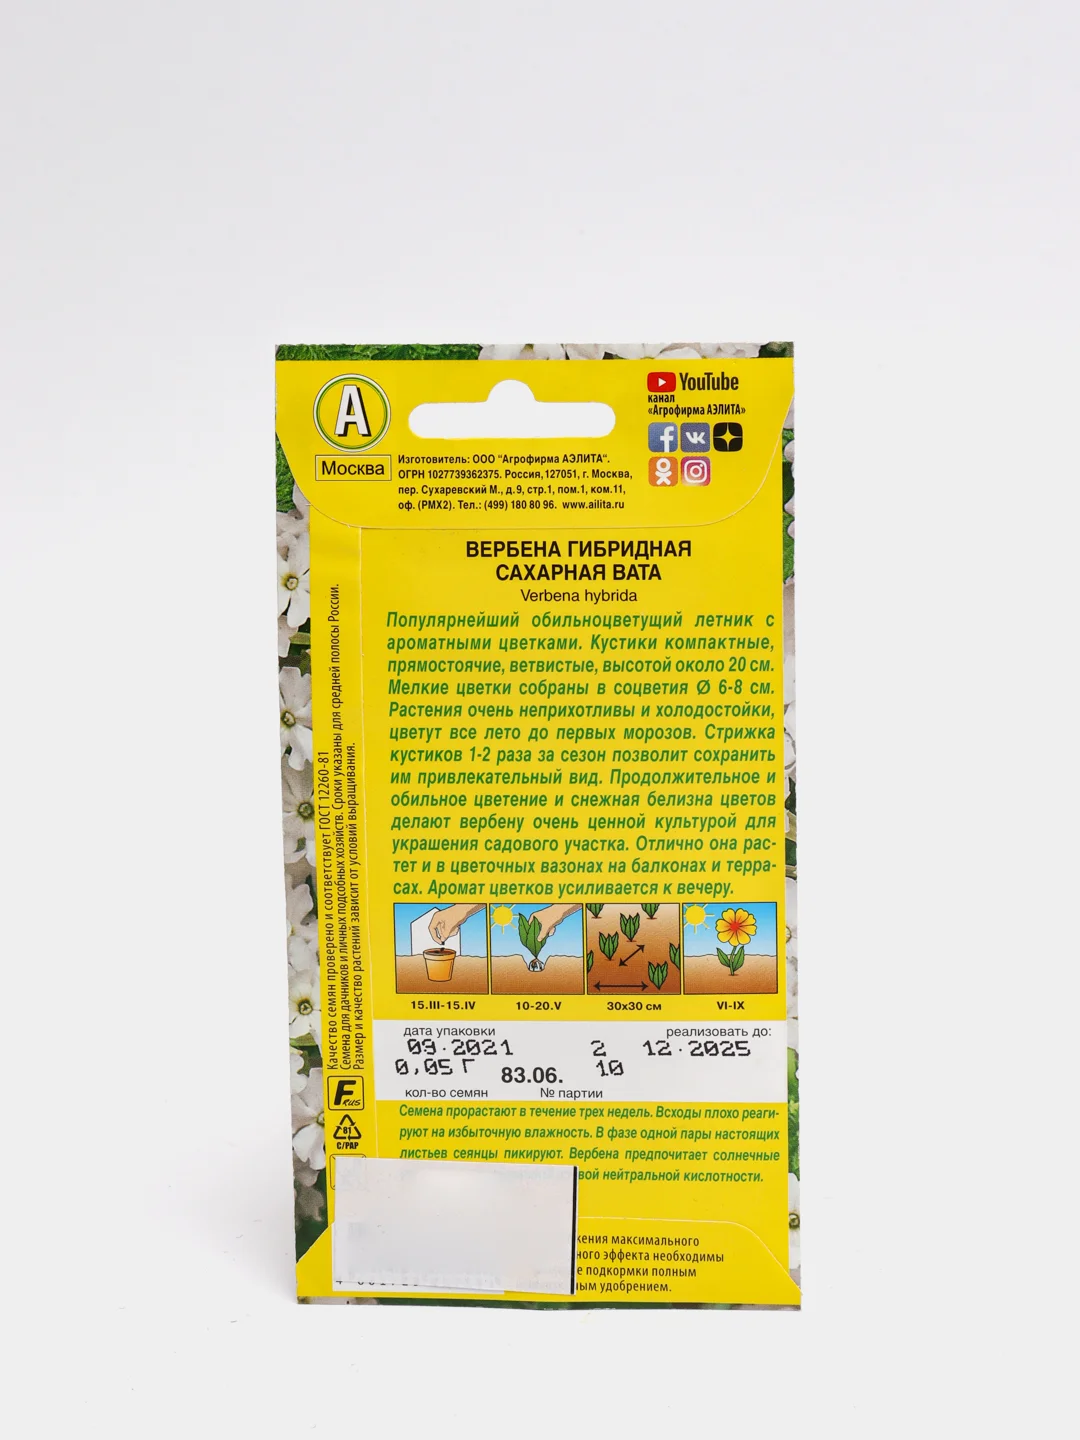 А
Москва
YouTube
канал
«Агрофирма АЭЛИТА»
Изготовитель: ООО "Агрофирма АЭЛИТА".
ОГРН 1027739362375. Россия, 127051, г. Москва,
пер. Сухаревский М., д.9, стр.1, пом.1, ком.11,
оф. (РМХ2). Тел.: (499) 180 80 96. www.ailita.ru
ВЕРБЕНА ГИБРИДНАЯ
САХАРНАЯ ВАТА
Verbena hybrida
Популярнейший обильноцветущий летник с
ароматными цветками. Кустики компактные,
прямостоячие, ветвистые, высотой около 20 см.
Мелкие цветки собраны в соцветия Ø 6-8 см.
Растения очень неприхотливы и холодостойки,
цветут все лето до первых морозов. Стрижка
кустиков 1-2 раза за сезон позволит сохранить
им привлекательный вид. Продолжительное и
обильное цветение и снежная белизна цветов
делают вербену очень ценной культурой для
украшения садового участка. Отлично она рас-
тет и в цветочных вазонах на балконах и терра-
сах. Аромат цветков усиливается к вечеру.
15.III-15.IV 10-20.V 30x30 см VI-IX
дата упаковки реализовать до:
09.2021 2 12.2025
0,05 Г 83.06. 10
кол-во семян № партии
Семена прорастают в течение трех недель. Всходы плохо реаги-
руют на избыточную влажность. В фазе одной пары настоящих
листьев сеянцы пикируют. Вербена предпочитает солнечные
вой нейтральной кислотности.
жения максимального
ного эффекта необходимы
е подкормки полным
ым удобрением.
Качество семян проверено и соответствует ГОСТ 12260-81
Семена для дачников и личных подсобных хозяйств. Сроки указаны для средней полосы России.
Размер и качество растений зависит от условий выращивания.
F rus
81
C/PAP